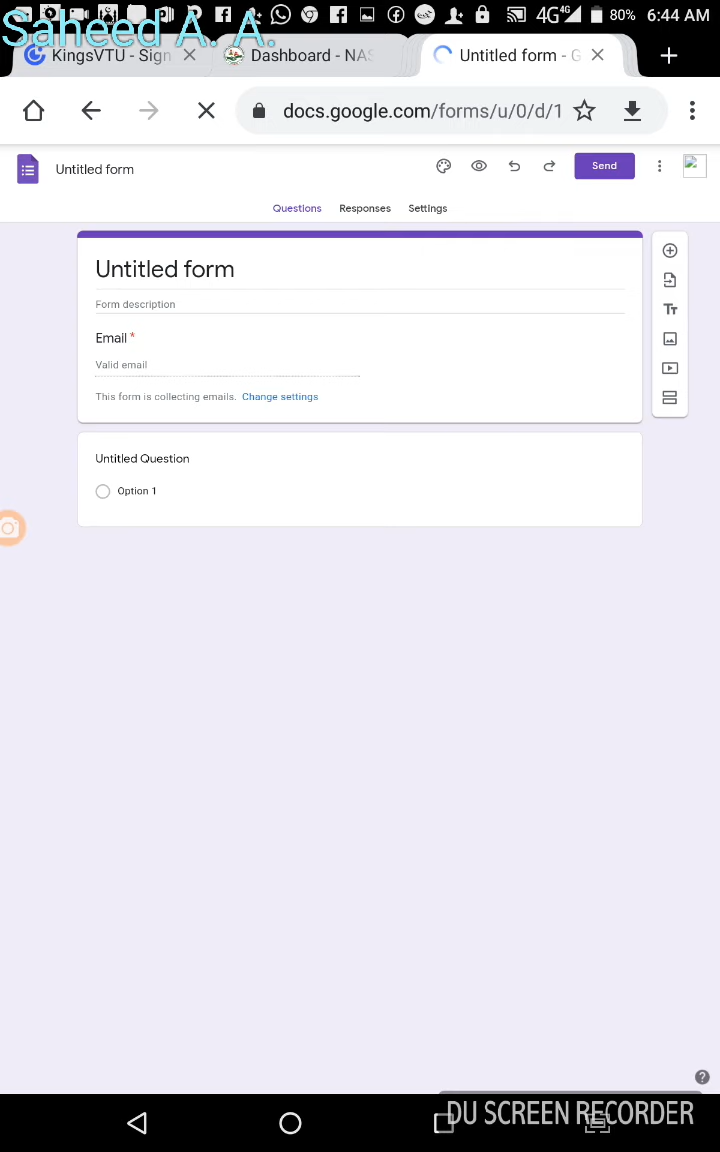 4G 4G 80% 6:44 AM
Saheed A. A.
KingsVTU - Sign
Dashboard - NAS
Untitled form - G
docs.google.com/forms/u/0/d/1
Untitled form
Send
Questions Responses Settings
Untitled form
Form description
Email *
Valid email
This form is collecting emails. Change settings
Untitled Question
Option 1
DU SCREEN RECORDER